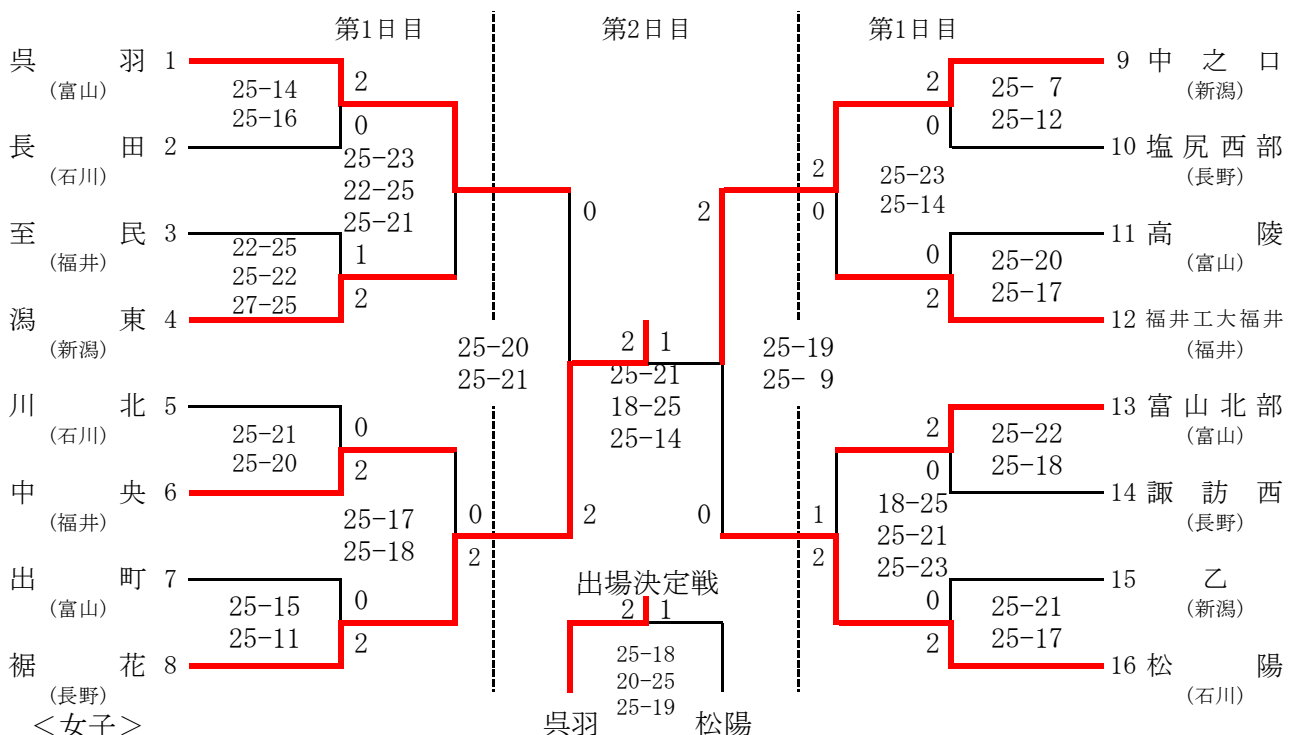 第1日目
第2日目
第1日目
呉羽 1
(富山)
25-14
25-16
2
0
長田 2
(石川)
25-23
22-25
25-21
至民 3
(福井)
22-25
25-22
27-25
1
2
潟東 4
(新潟)
0
25-20
25-21
川北 5
(石川)
25-21
25-20
0
2
中央 6
(福井)
25-17
25-18
0
2
2
出町 7
(富山)
25-15
25-11
0
2
裾花 8
(長野)
<女子>
2 1
25-21
18-25
25-14
出場決定戦
2 1
25-18
20-25
25-19
呉羽
松陽
9 中之口
(新潟)
2
0
25- 7
25-12
10 塩尻西部
(長野)
2
2
0
25-23
25-14
11 高陵
(富山)
0
2
25-20
25-17
12 福井工大福井
(福井)
25-19
25- 9
13 富山北部
(富山)
2
0
25-22
25-18
14 諏訪西
(長野)
0
1
2
18-25
25-21
25-23
15 乙
(新潟)
0
2
25-21
25-17
16 松陽
(石川)